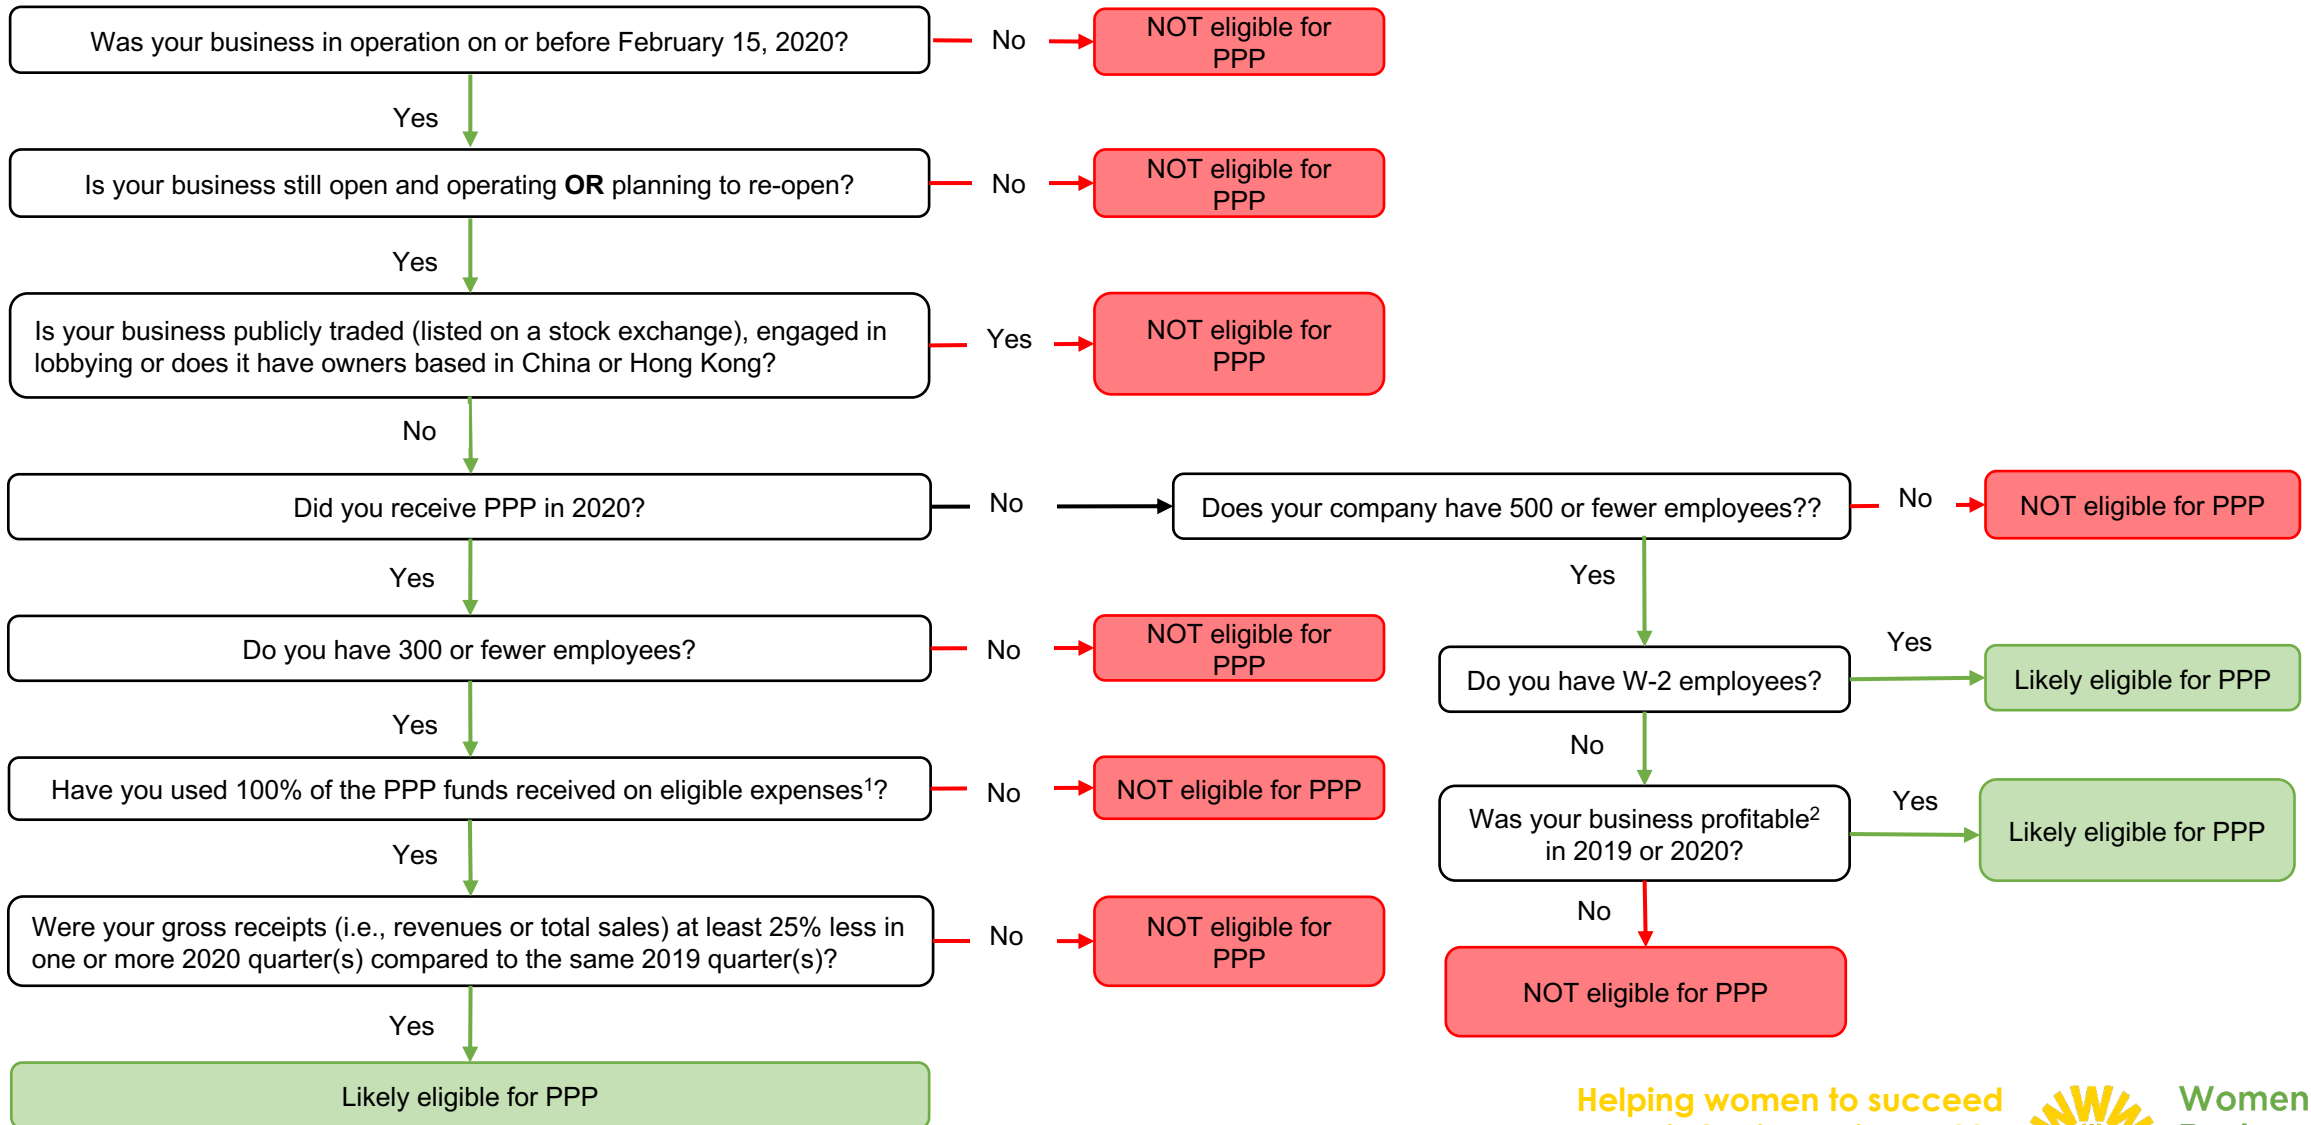 Was your business in operation on or before February 15, 2020?
No
NOT eligible for
PPP
Yes
Is your business still open and operating OR planning to re-open?
No
NOT eligible for
PPP
Yes
Is your business publicly traded (listed on a stock exchange), engaged in
lobbying or does it have owners based in China or Hong Kong?
Yes
NOT eligible for
PPP
No
Did you receive PPP in 2020?
No
Does your company have 500 or fewer employees??
No
NOT eligible for PPP
Yes
Yes
Do you have 300 or fewer employees?
No
NOT eligible for
PPP
Do you have W-2 employees?
Yes
Likely eligible for PPP
Yes
No
Have you used 100% of the PPP funds received on eligible expenses¹?
No
NOT eligible for PPP
Was your business profitable²
in 2019 or 2020?
Yes
Likely eligible for PPP
Yes
No
Were your gross receipts (i.e., revenues or total sales) at least 25% less in
one or more 2020 quarter(s) compared to the same 2019 quarter(s)?
No
NOT eligible for
PPP
NOT eligible for PPP
Yes
Likely eligible for PPP
Helping women to succeed
Women